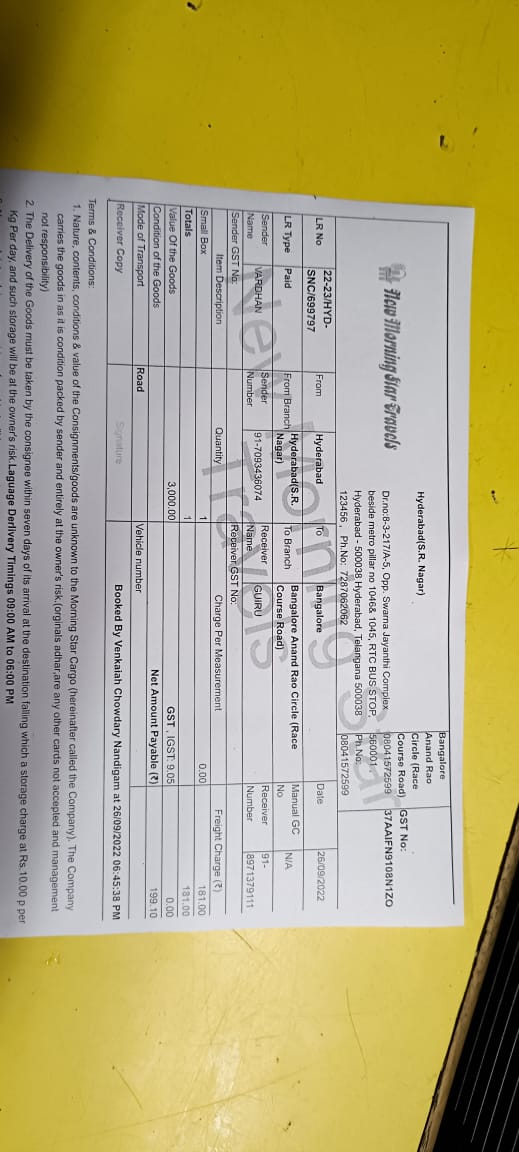 New Morning Star Travels
Hyderabad(S.R. Nagar)
Dr.no:8-3-217/A-5, Opp. Swarna Jayanthi Complex,
beside metro pillar no 1046& 1045, RTC BUS STOP,
Hyderabad - 500038 Hyderabad, Telangana 500038
123456 , Ph.No: 7287062062
Bangalore
Anand Rao
Circle (Race
Course Road)
08041572599
560001
Ph.No:
08041572599
GST No:
37AAIFN9108N1ZO
LR No 22-23/HYD-SNC/699797 From Hyderabad To Bangalore Date 26/09/2022
LR Type Paid From Branch Hyderabad(S.R. Nagar) To Branch Bangalore Anand Rao Circle (Race Course Road) Manual GC No N/A
Sender Name VARDHAN Sender Number 91-7093436074 Receiver Name GUIRU Receiver Number 91-8971379111
Sender GST No: Receiver GST No:
Item Description Quantity Charge Per Measurement Freight Charge (₹)
Small Box 1 0.00 181.00
Totals 1 181.00
Value Of the Goods 3,000.00 GST , IGST: 9.05 0.00
Condition of the Goods Net Amount Payable (₹) 199.10
Mode of Transport Road Vehicle number
Receiver Copy Signature Booked By Venkaiah Chowdary Nandigam at 26/09/2022 06:45:38 PM
New Morning Star
Travels
Terms & Conditions:
1. Nature, contents, conditions & value of the Consignments/goods are unknown to the Morning Star Cargo (hereinafter called the Company). The Company
carries the goods in as it is condition packed by sender and entirely at the owner's risk.(orginals adhar,are any other cards not accepted and management
not responsibility)
2. The Delivery of the Goods must be taken by the consignee within seven days of its arrival at the destination failing which a storage charge at Rs.10.00 p per
Kg Per day, and such storage will be at the owner's risk.Laguage Derlivery Timings 09:00 AM to 06:00 PM